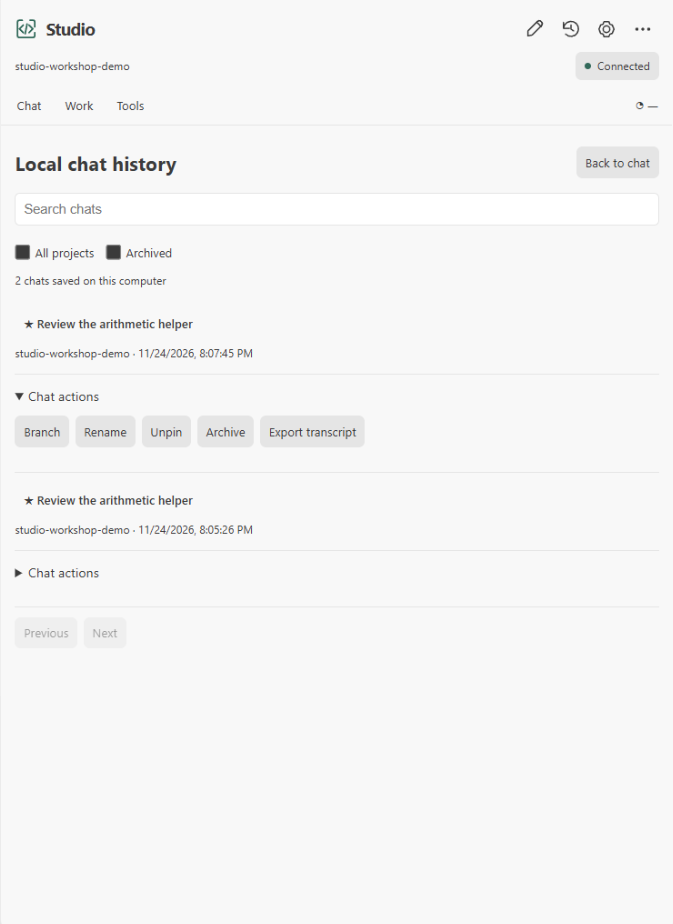 Studio
studio-workshop-demo
Connected
Chat Work Tools
Local chat history
Back to chat
Search chats
All projects Archived
2 chats saved on this computer
★ Review the arithmetic helper
studio-workshop-demo · 11/24/2026, 8:07:45 PM
Chat actions
Branch Rename Unpin Archive Export transcript
★ Review the arithmetic helper
studio-workshop-demo · 11/24/2026, 8:05:26 PM
Chat actions
Previous Next